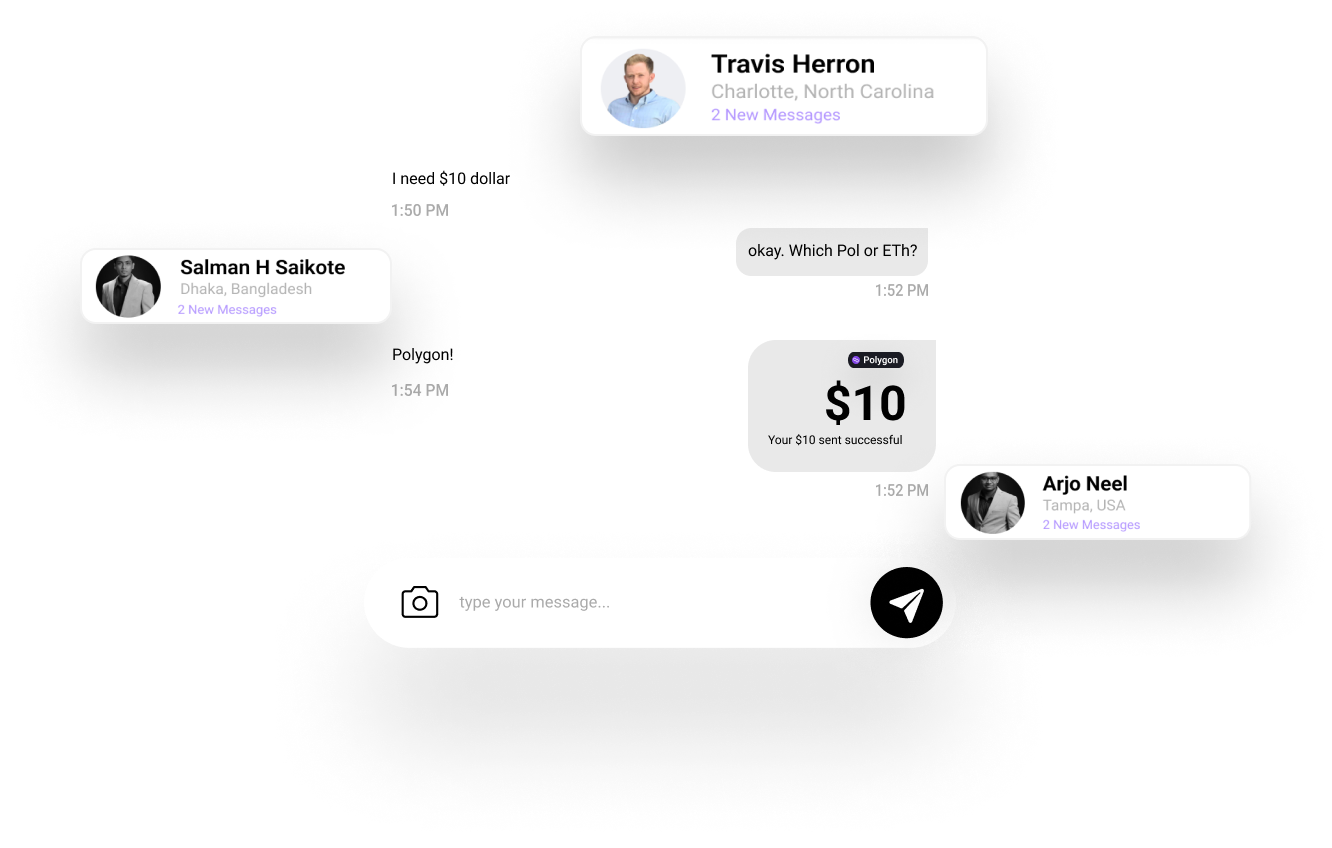 Travis Herron
Charlotte, North Carolina
2 New Messages
I need $10 dollar
1:50 PM
okay. Which Pol or ETh?
1:52 PM
Salman H Saikote
Dhaka, Bangladesh
2 New Messages
Polygon!
1:54 PM
Polygon
$10
Your $10 sent successful
1:52 PM
Arjo Neel
Tampa, USA
2 New Messages
type your message...